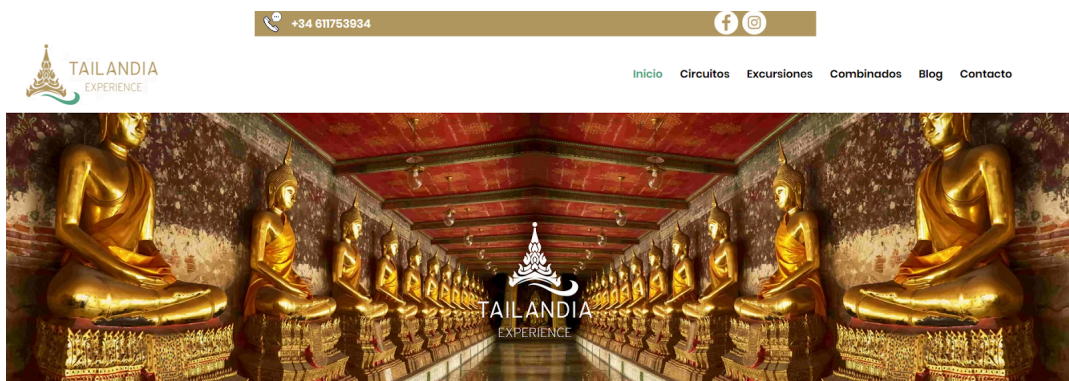 +34 611753934
TAILANDIA
EXPERIENCE
Inicio Circuitos Excursiones Combinados Blog Contacto
TAILANDIA
EXPERIENCE